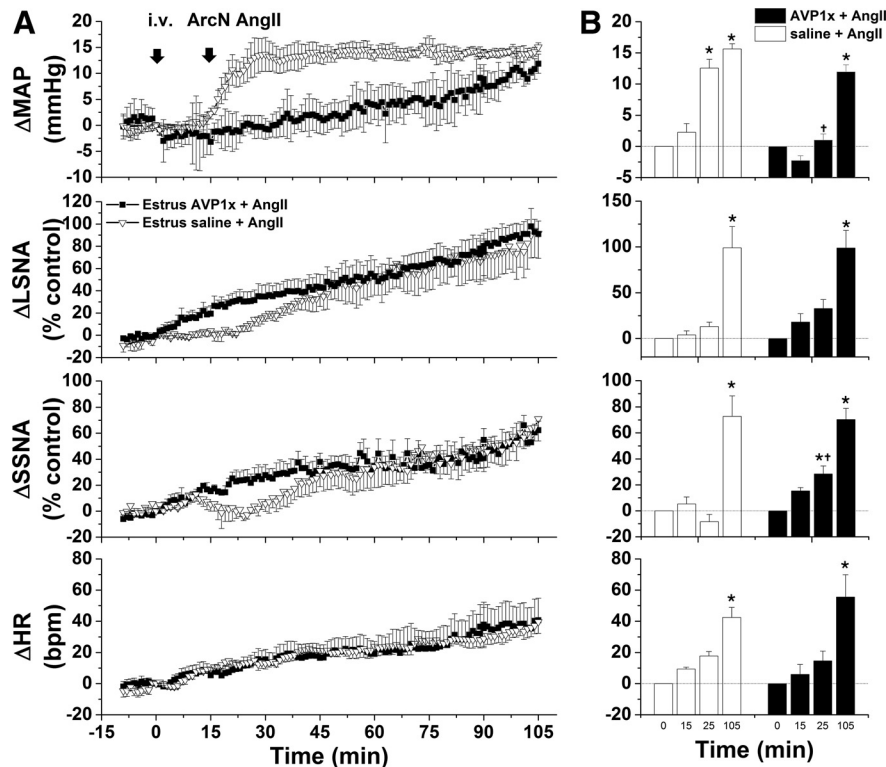 A
i.v. ArcN AngII
ΔMAP
(mmHg)
20
15
10
5
0
-5
-10
ΔLSNA
(% control)
Estrus AVP1x + AngII
Estrus saline + AngII
120
100
80
60
40
20
0
-20
ΔSSNA
(% control)
100
80
60
40
20
0
-20
ΔHR
(bpm)
80
60
40
20
0
20
-15 0 15 30 45 60 75 90 105
Time (min)
B
AVP1x + AngII
saline + AngII
20
15
10
5
0
-5
* * † *
150
100
50
0
* *
100
80
60
40
20
0
-20
* *† *
80
60
40
20
0
20
* *
0 15 25 105 0 15 25 105
Time (min)